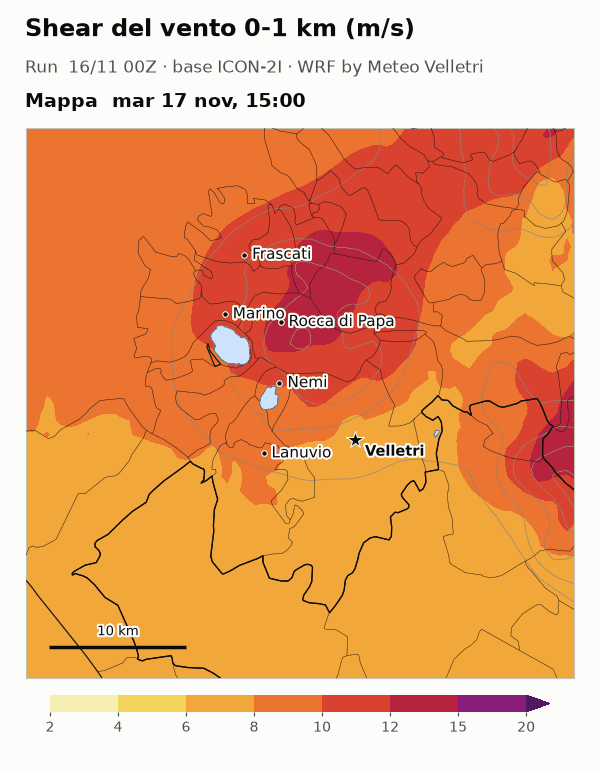 Shear del vento 0-1 km (m/s)
Run  16/11 00Z · base ICON-2I · WRF by Meteo Velletri
Mappa  mar 17 nov, 15:00
Frascati
Marino
Rocca di Papa
Nemi
Lanuvio
Velletri
10 km
2 4 6 8 10 12 15 20